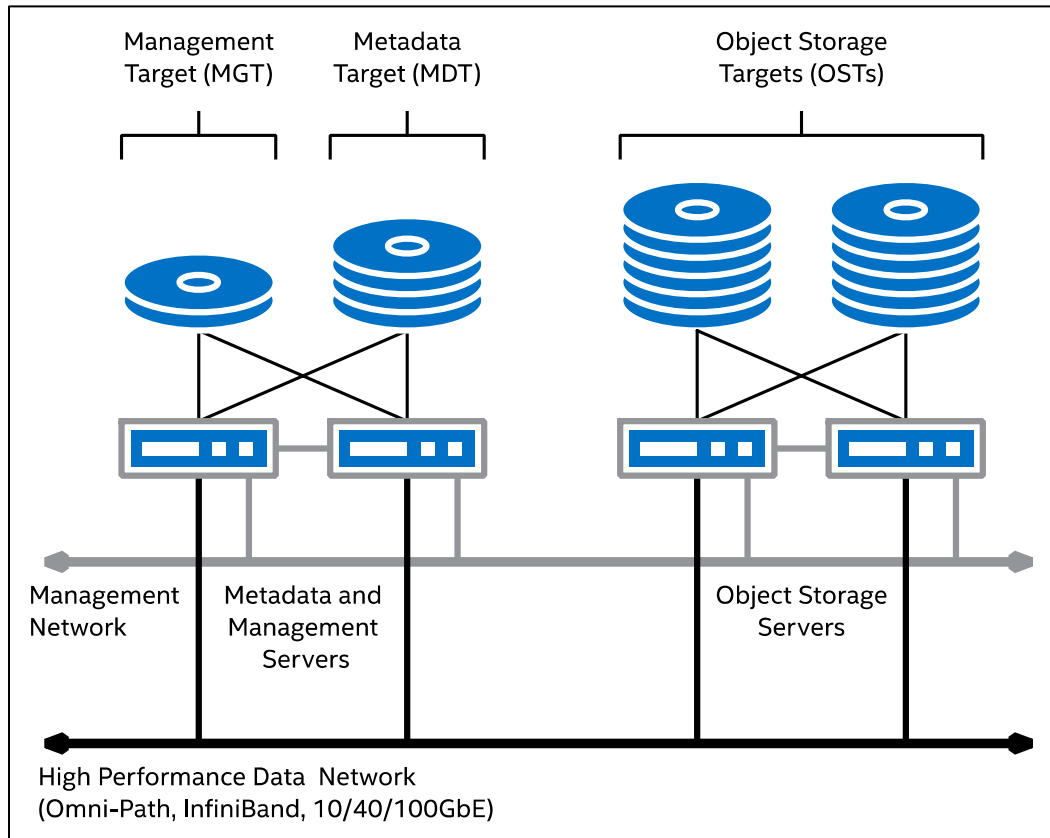 Management
Target (MGT)
Metadata
Target (MDT)
Object Storage
Targets (OSTs)
Management
Network
Metadata and
Management
Servers
Object Storage
Servers
High Performance Data  Network
(Omni-Path, InfiniBand, 10/40/100GbE)